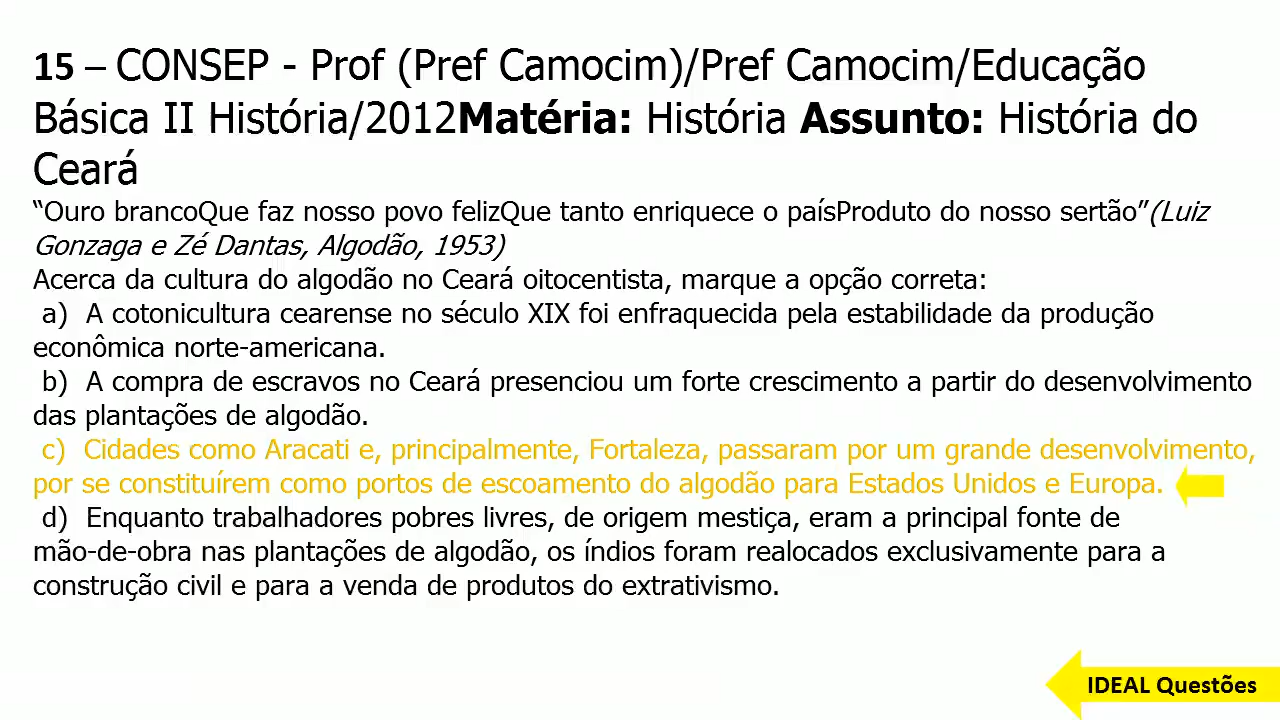 15 – CONSEP - Prof (Pref Camocim)/Pref Camocim/Educação
Básica II História/2012Matéria: História Assunto: História do
Ceará
“Ouro brancoQue faz nosso povo felizQue tanto enriquece o paísProduto do nosso sertão”(Luiz
Gonzaga e Zé Dantas, Algodão, 1953)
Acerca da cultura do algodão no Ceará oitocentista, marque a opção correta:
a) A cotonicultura cearense no século XIX foi enfraquecida pela estabilidade da produção
econômica norte-americana.
b) A compra de escravos no Ceará presenciou um forte crescimento a partir do desenvolvimento
das plantações de algodão.
c) Cidades como Aracati e, principalmente, Fortaleza, passaram por um grande desenvolvimento,
por se constituírem como portos de escoamento do algodão para Estados Unidos e Europa.
d) Enquanto trabalhadores pobres livres, de origem mestiça, eram a principal fonte de
mão-de-obra nas plantações de algodão, os índios foram realocados exclusivamente para a
construção civil e para a venda de produtos do extrativismo.
IDEAL Questões